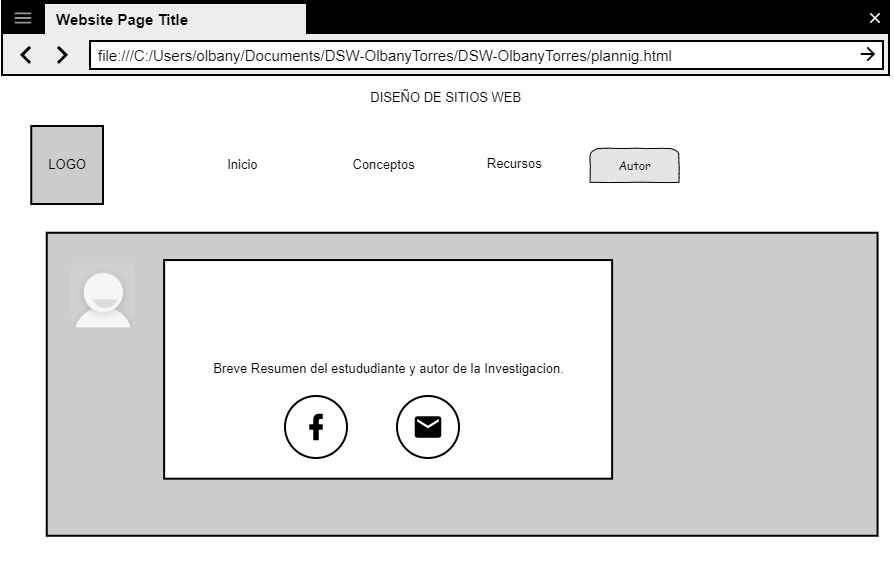 Website Page Title
file:///C:/Users/olbany/Documents/DSW-OlbanyTorres/DSW-OlbanyTorres/plannig.html
DISEÑO DE SITIOS WEB
LOGO
Inicio
Conceptos
Recursos
Autor
Breve Resumen del estududiante y autor de la Investigacion.